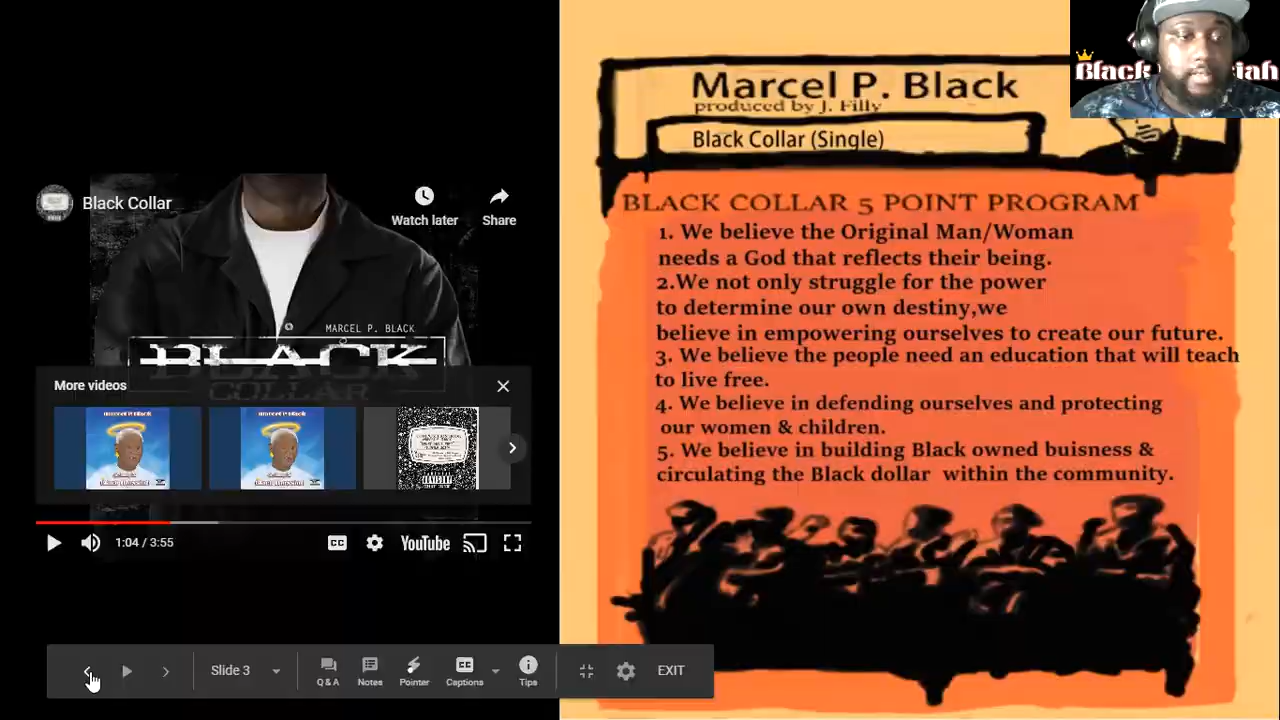 Marcel P. Black
produced by J. Filly
Black Collar (Single)
BLACK COLLAR 5 POINT PROGRAM
1. We believe the Original Man/Woman
needs a God that reflects their being.
2.We not only struggle for the power
to determine our own destiny,we
believe in empowering ourselves to create our future.
3. We believe the people need an education that will teach
to live free.
4. We believe in defending ourselves and protecting
our women & children.
5. We believe in building Black owned buisness &
circulating the Black dollar within the community.
Black
iah
Black Collar
Watch later
Share
MARCEL P. BLACK
BLACK
COLLAR
More videos
1:04 / 3:55
CC
YouTube
Slide 3
Q & A
Notes
Pointer
CC
Captions
Tips
EXIT